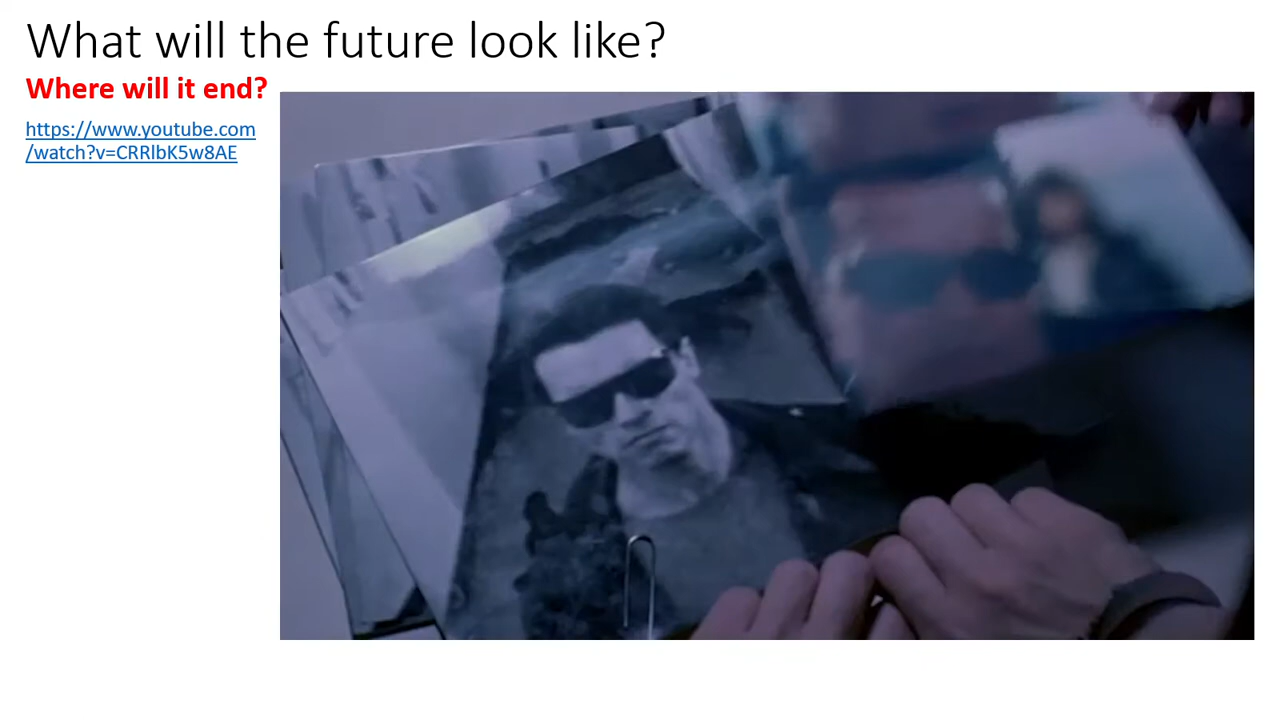 What will the future look like?
Where will it end?
https://www.youtube.com
/watch?v=CRRlbK5w8AE